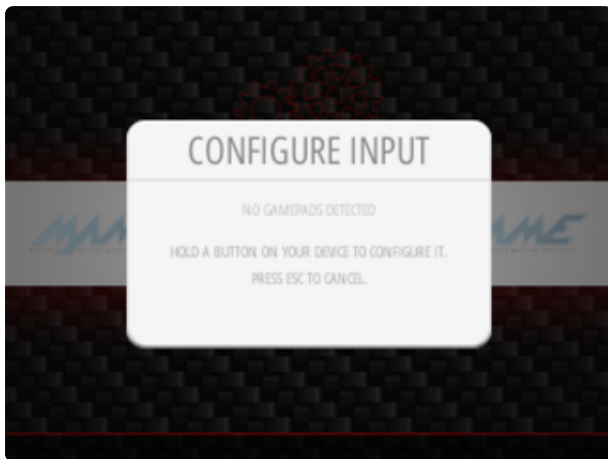 CONFIGURE INPUT
NO GAMEPADS DETECTED
HOLD A BUTTON ON YOUR DEVICE TO CONFIGURE IT.
PRESS ESC TO CANCEL.